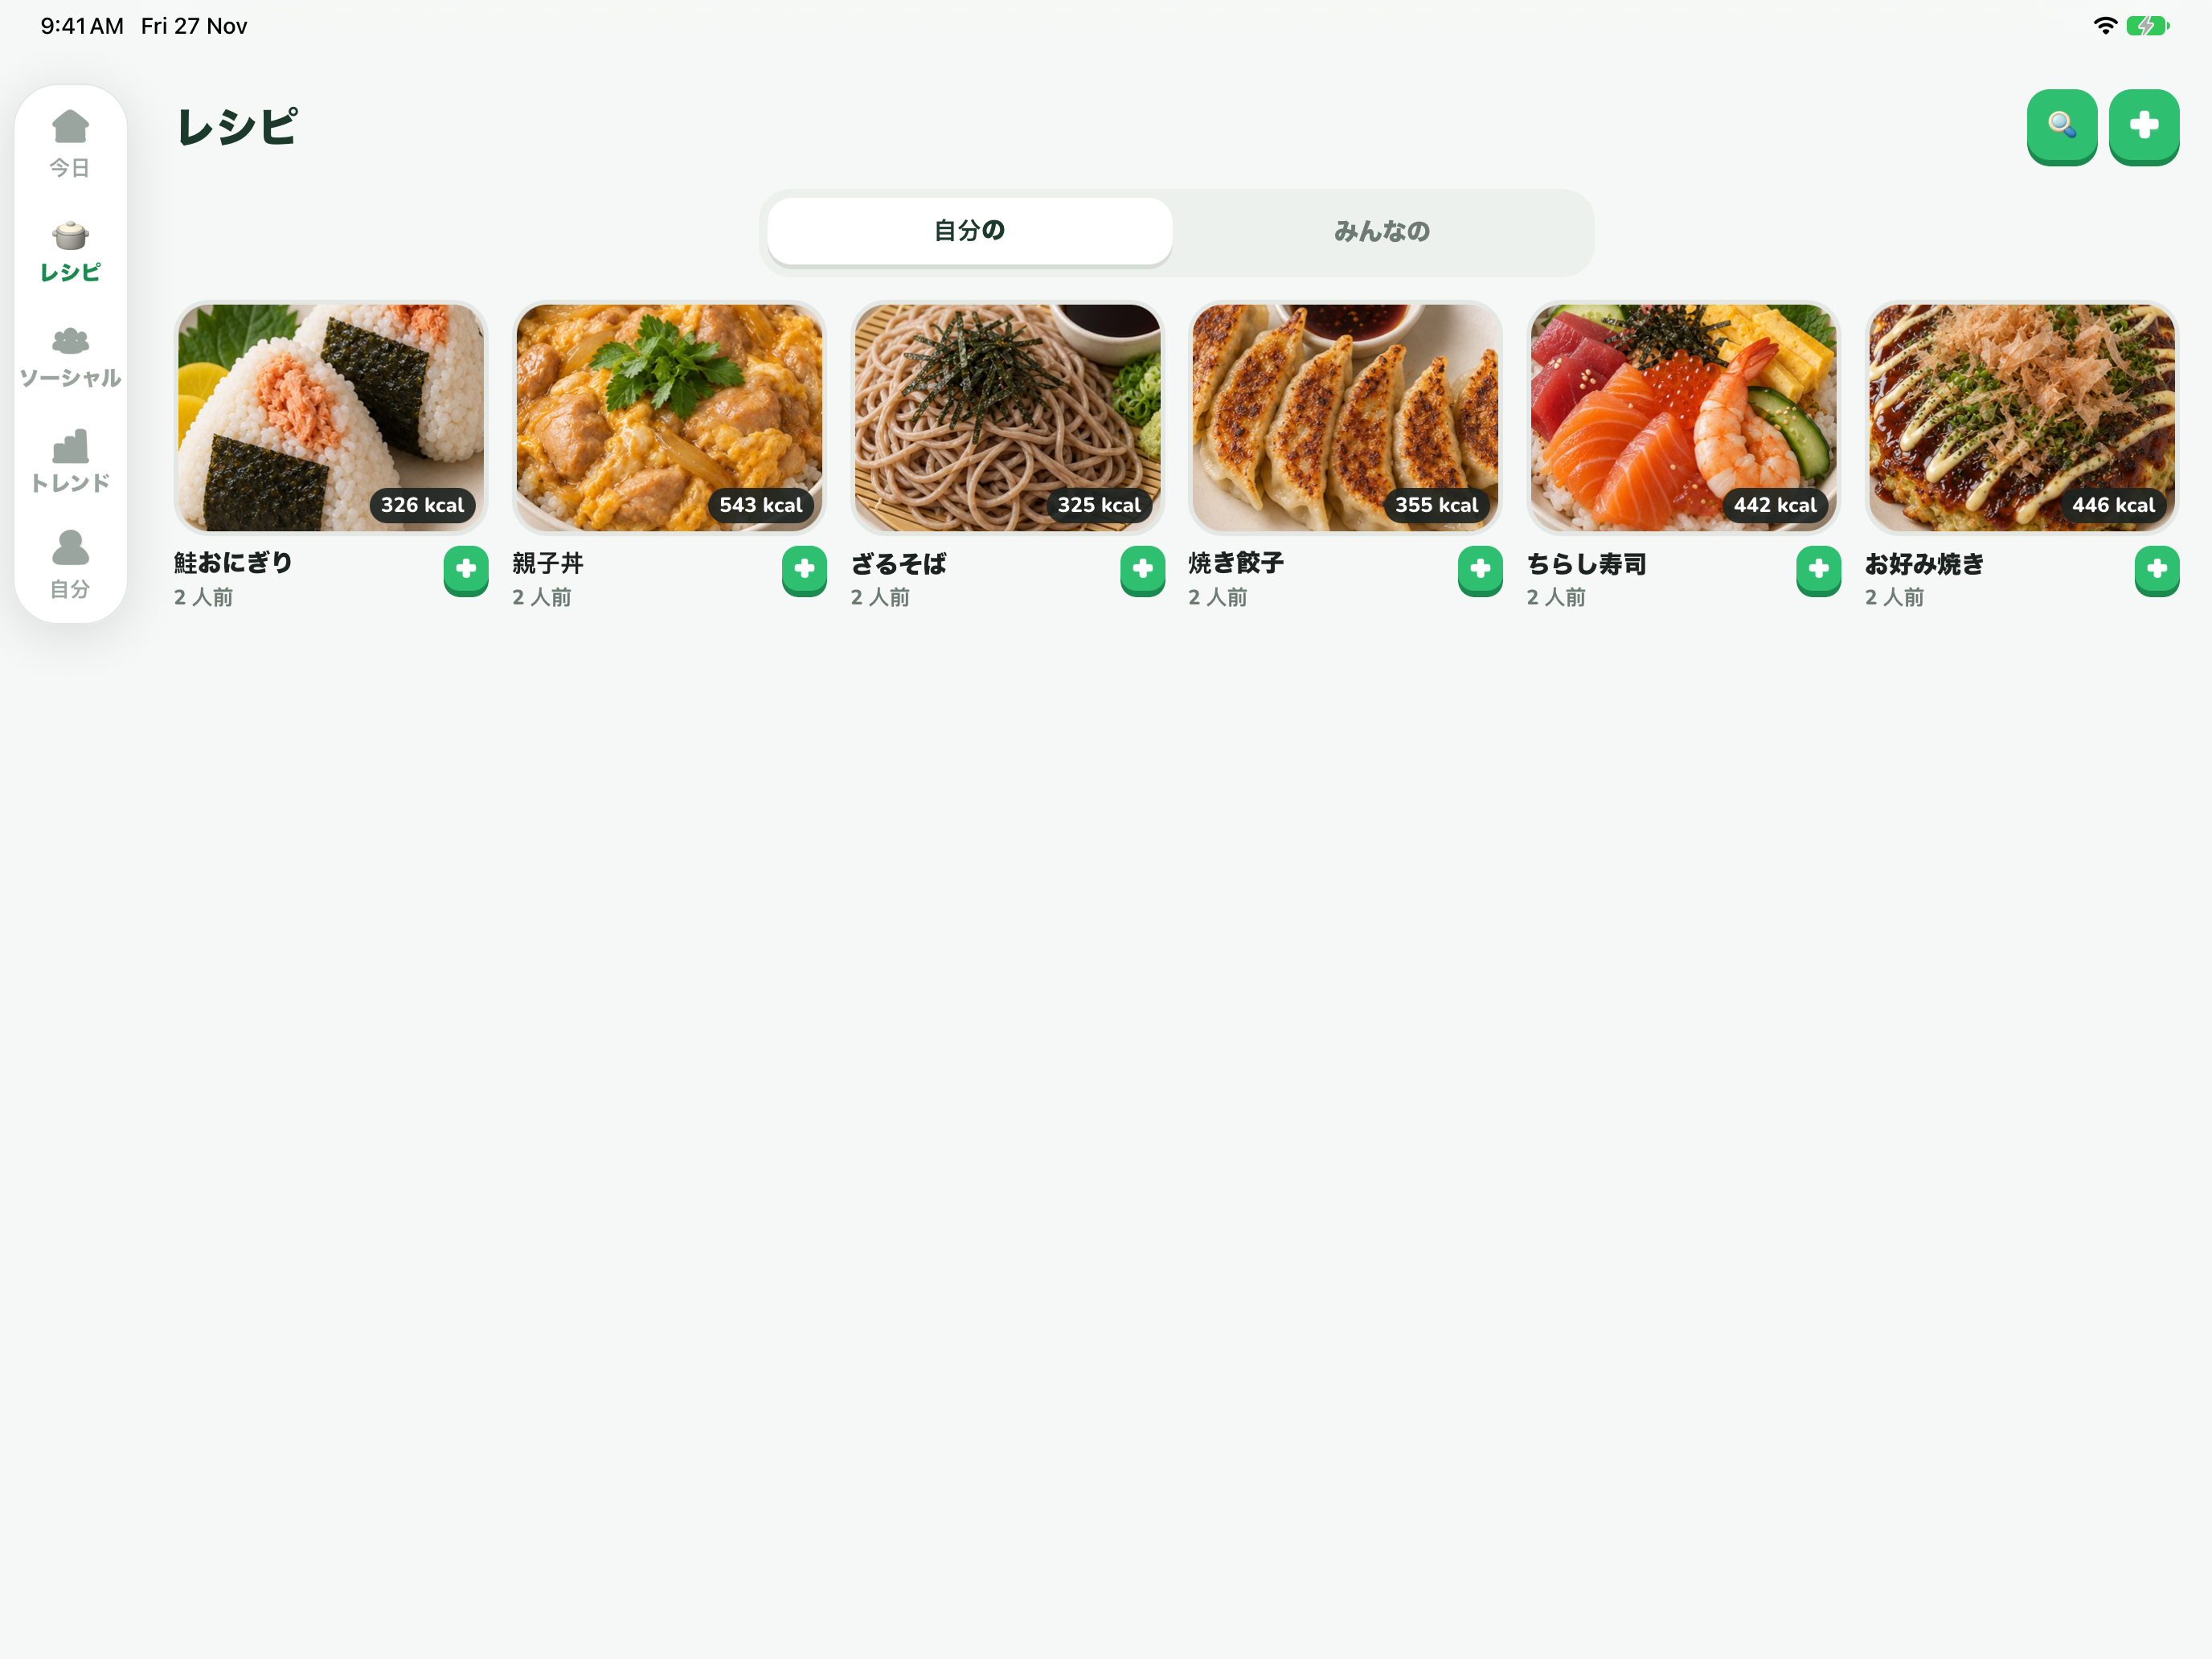 9:41 AM Fri 27 Nov
レシピ
今日
レシピ
ソーシャル
トレンド
自分
自分の
みんなの
326 kcal
鮭おにぎり
2 人前
543 kcal
親子丼
2 人前
325 kcal
ざるそば
2 人前
355 kcal
焼き餃子
2 人前
442 kcal
ちらし寿司
2 人前
446 kcal
お好み焼き
2 人前